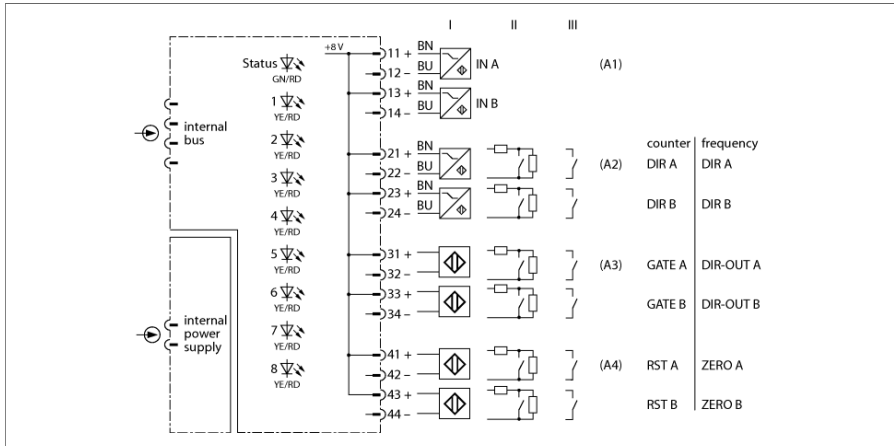 I II III
+8 V
11 + BN
Status
GN/RD
12 – BU IN A (A1)
13 + BN
1
YE/RD
14 – BU IN B
internal
bus
2
YE/RD
counter frequency
21 + BN
22 – BU (A2) DIR A DIR A
3
YE/RD
23 + BN
24 – BU DIR B DIR B
4
YE/RD
5
YE/RD
31 +
32 – (A3) GATE A DIR-OUT A
6
YE/RD
33 +
34 – GATE B DIR-OUT B
internal
power
supply
7
YE/RD
41 +
42 – (A4) RST A ZERO A
8
YE/RD
43 +
44 – RST B ZERO B